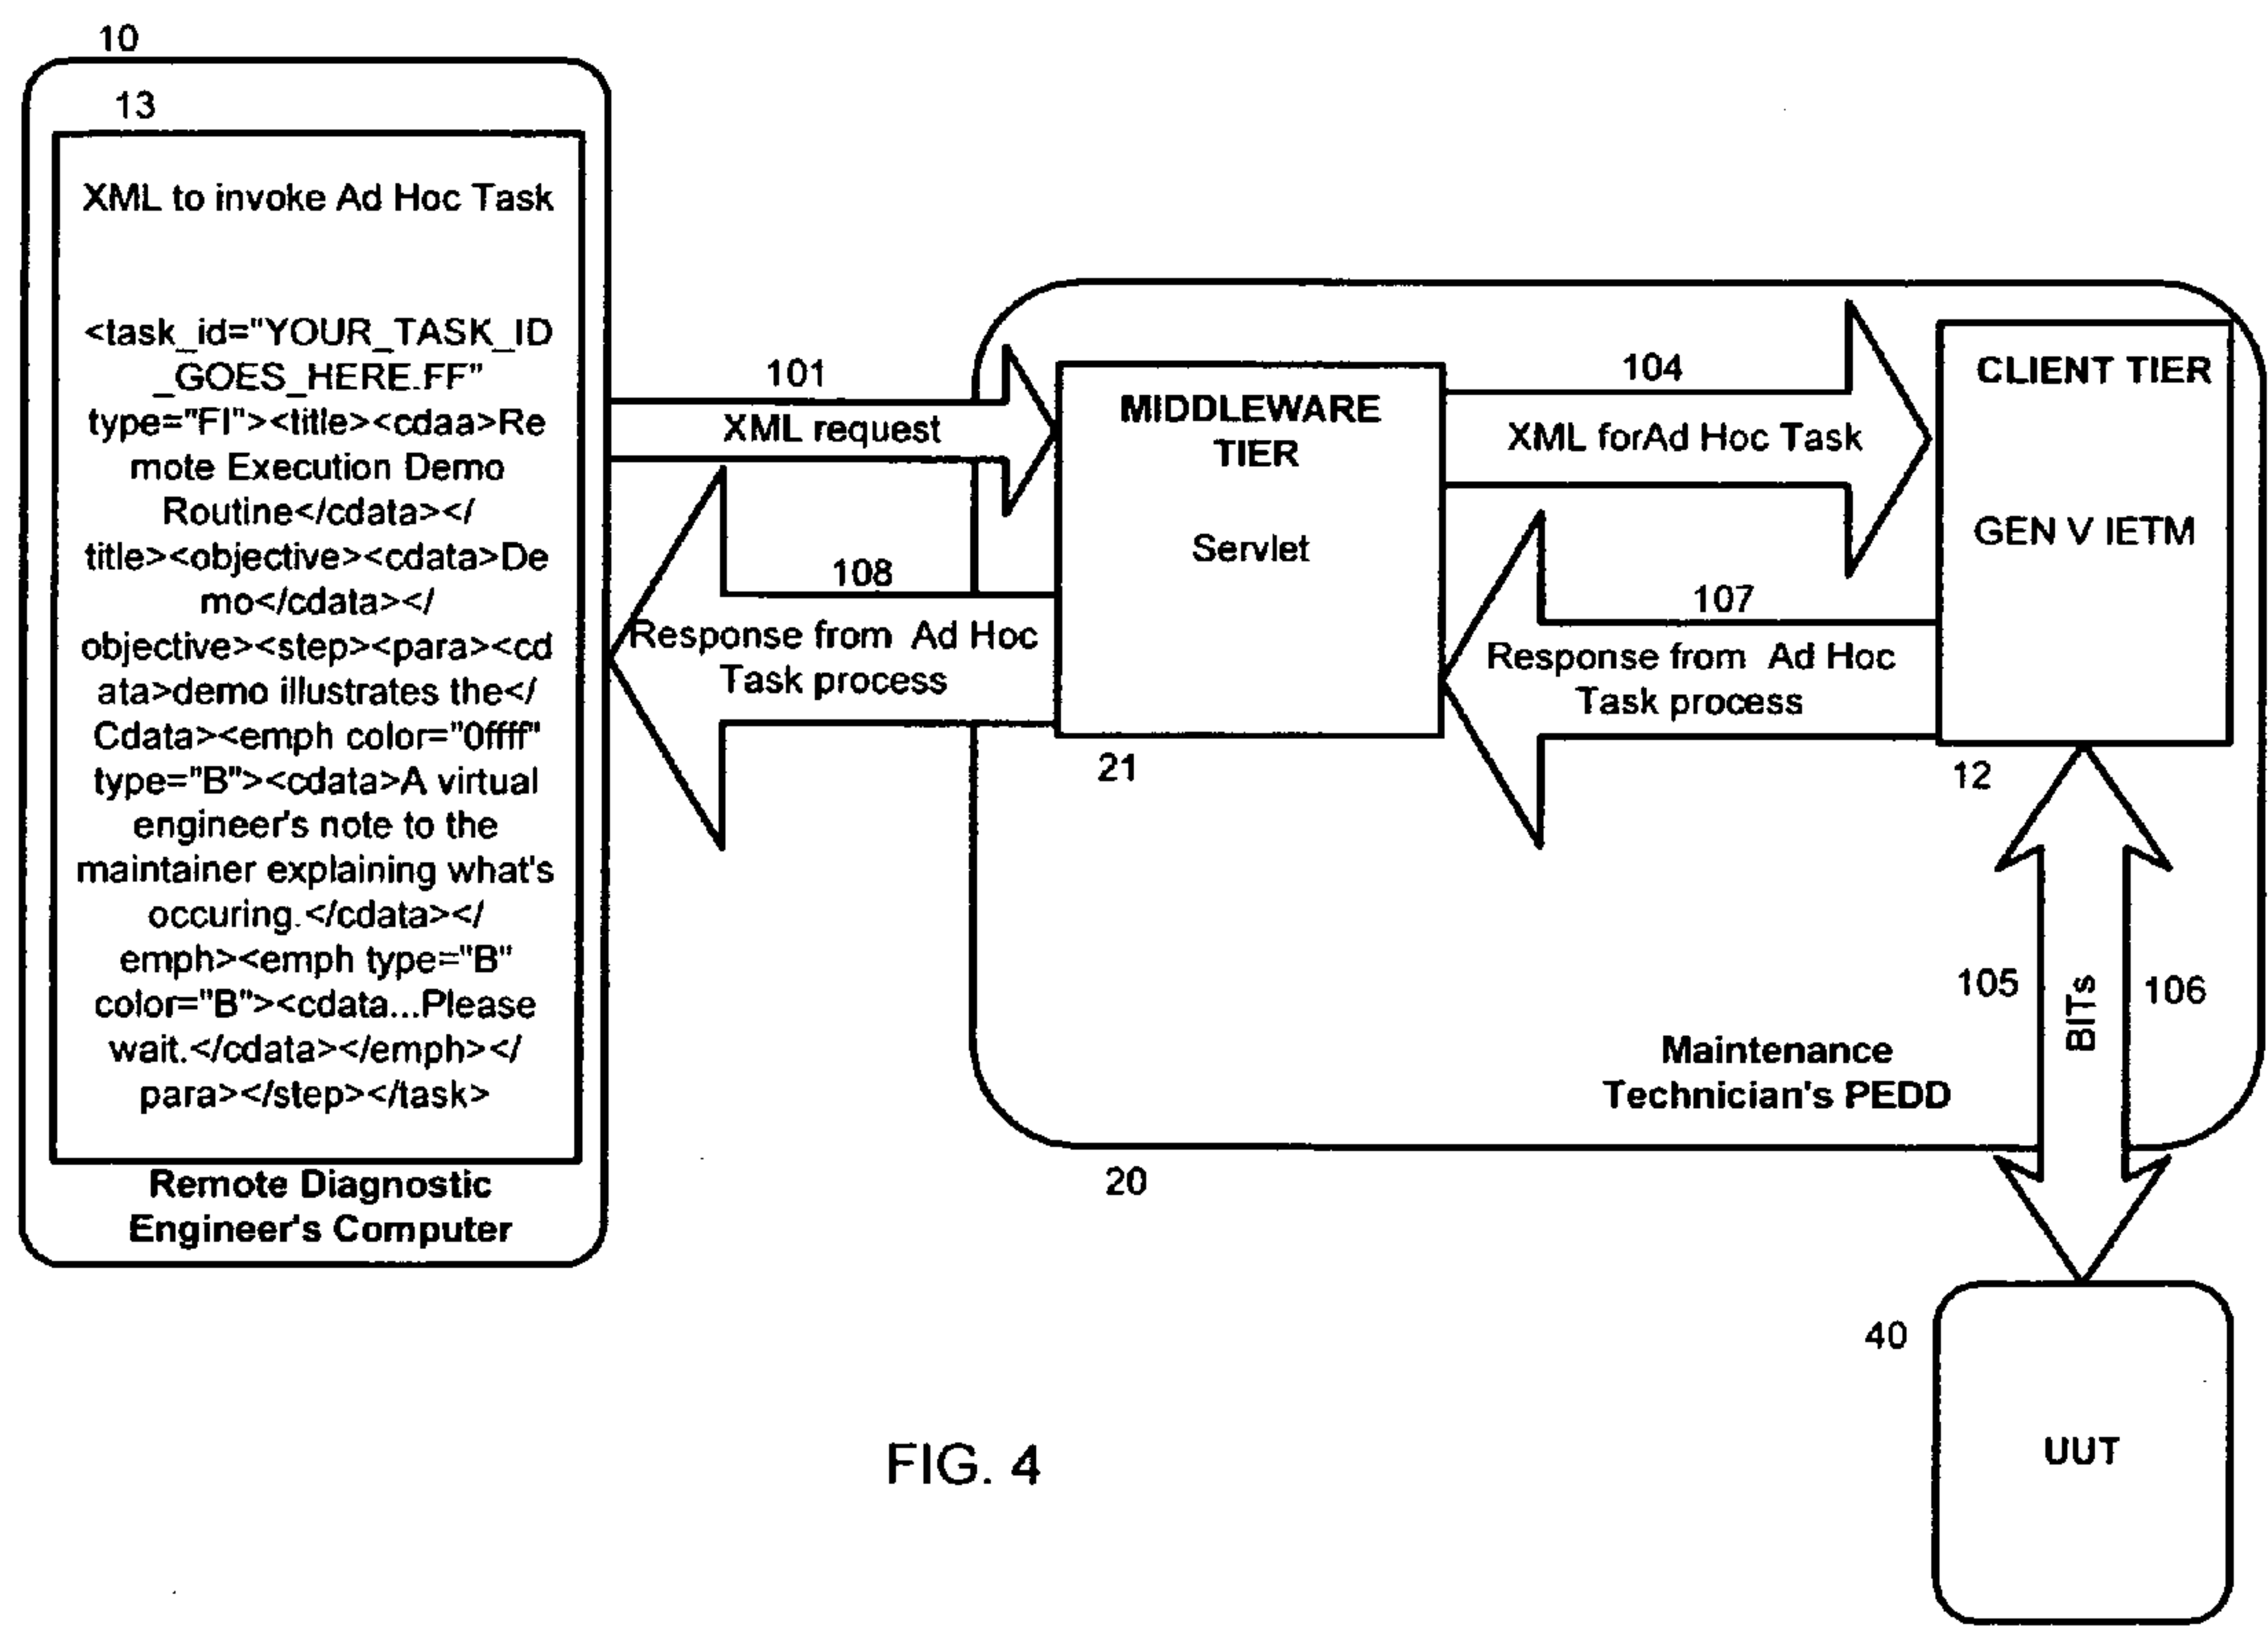 10
13
XML to invoke Ad Hoc Task
<task_id="YOUR_TASK_ID
_GOES_HERE.FF"
type="FI"><title><cdaa>Re
mote Execution Demo
Routine</cdata></
title><objective><cdata>De
mo</cdata></
objective><step><para><cd
ata>demo illustrates the</
Cdata><emph color="0ffff"
type="B"><cdata>A virtual
engineer's note to the
maintainer explaining what's
occuring.</cdata></
emph><emph type="B"
color="B"><cdata...Please
wait.</cdata></emph></
para></step></task>
Remote Diagnostic
Engineer's Computer
101
XML request
108
Response from Ad Hoc
Task process
MIDDLEWARE
TIER
Servlet
21
104
XML forAd Hoc Task
107
Response from Ad Hoc
Task process
CLIENT TIER
GEN V IETM
12
105
BITs
106
Maintenance
Technician's PEDD
20
40
UUT
FIG. 4